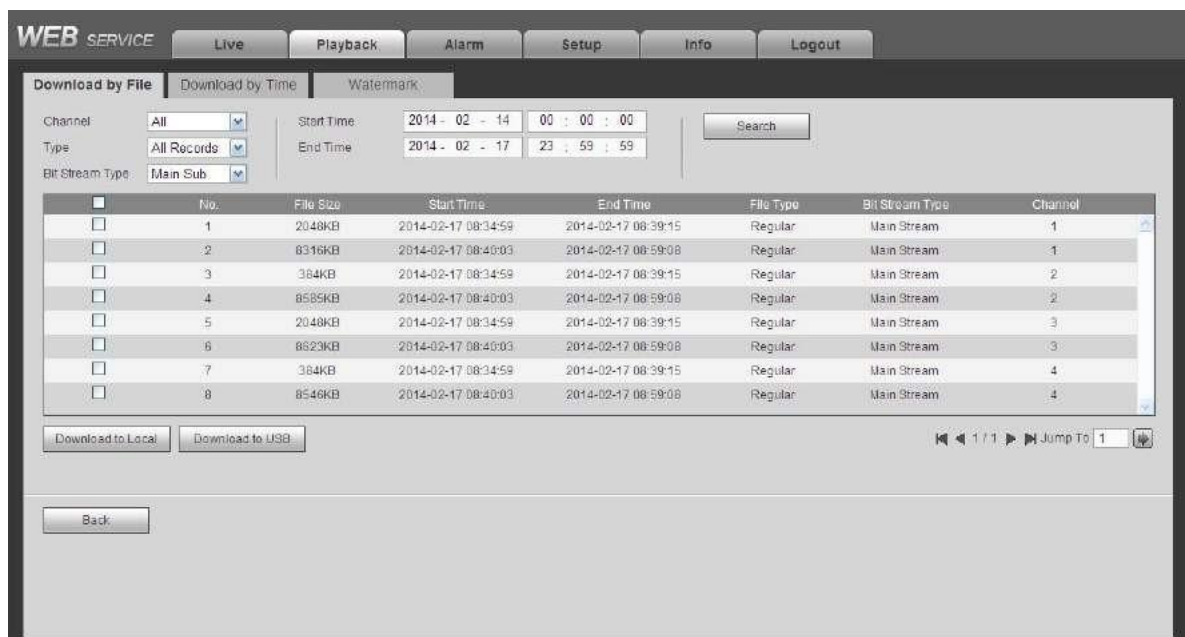 WEB SERVICE
Live Playback Alarm Setup Info Logout
Download by File Download by Time Watermark
Channel All Start Time 2014 - 02 - 14 00 : 00 : 00 Search
Type All Records End Time 2014 - 02 - 17 23 : 59 : 59
Bit Stream Type Main Sub
No. File Size Start Time End Time File Type Bit Stream Type Channel
1 2048KB 2014-02-17 08:34:59 2014-02-17 08:39:15 Regular Main Stream 1
2 8316KB 2014-02-17 08:40:03 2014-02-17 08:59:08 Regular Main Stream 1
3 384KB 2014-02-17 08:34:59 2014-02-17 08:39:15 Regular Main Stream 2
4 8585KB 2014-02-17 08:40:03 2014-02-17 08:59:08 Regular Main Stream 2
5 2048KB 2014-02-17 08:34:59 2014-02-17 08:39:15 Regular Main Stream 3
6 8623KB 2014-02-17 08:40:03 2014-02-17 08:59:08 Regular Main Stream 3
7 384KB 2014-02-17 08:34:59 2014-02-17 08:39:15 Regular Main Stream 4
8 8546KB 2014-02-17 08:40:03 2014-02-17 08:59:08 Regular Main Stream 4
Download to Local Download to USB 1 / 1 Jump To 1
Back